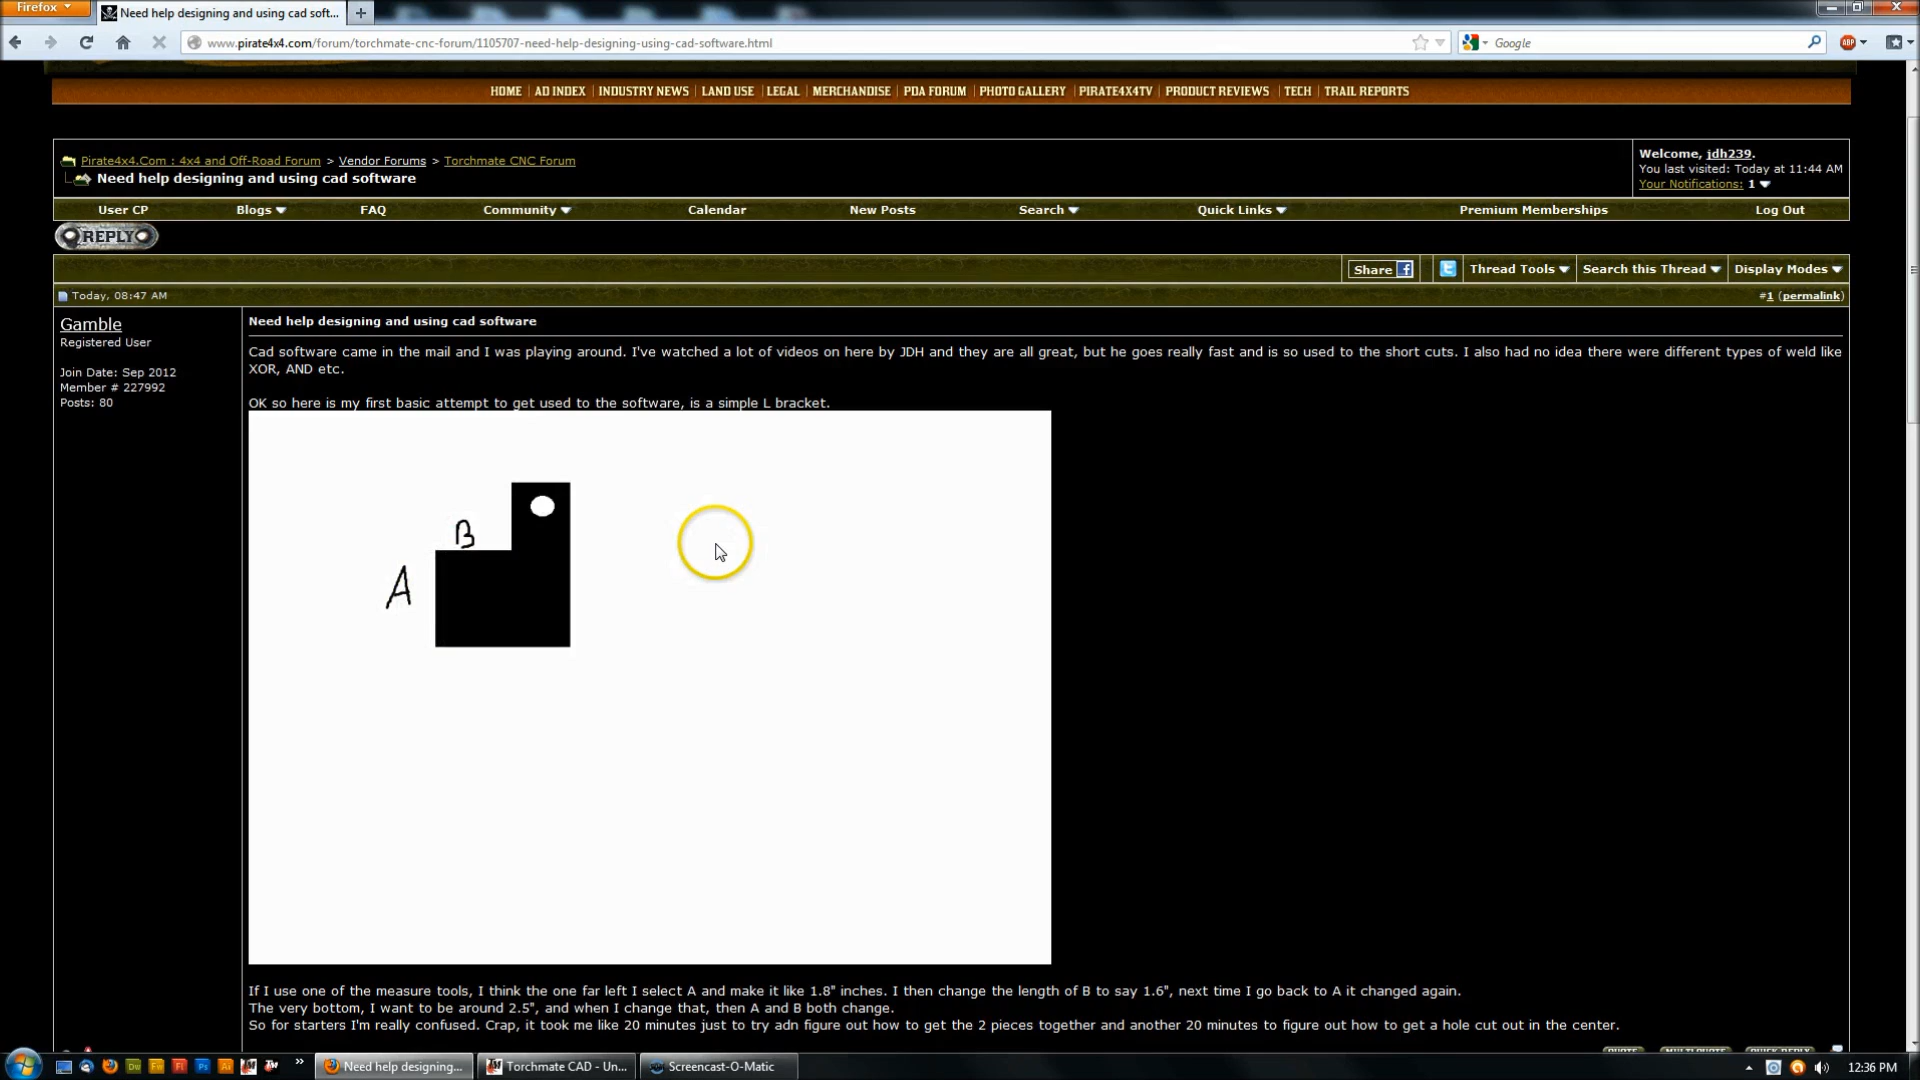 Firefox
Need help designing and using cad soft...
www.pirate4x4.com/forum/torchmate-cnc-forum/1105707-need-help-designing-using-cad-software.html
Google
ABP
HOME | AD INDEX | INDUSTRY NEWS | LAND USE | LEGAL | MERCHANDISE | PDA FORUM | PHOTO GALLERY | PIRATE4X4TV | PRODUCT REVIEWS | TECH | TRAIL REPORTS
Pirate4x4.Com : 4x4 and Off-Road Forum > Vendor Forums > Torchmate CNC Forum
Need help designing and using cad software
Welcome, jdh239.
You last visited: Today at 11:44 AM
Your Notifications: 1
User CP Blogs FAQ Community Calendar New Posts Search Quick Links Premium Memberships Log Out
REPLY
Share Thread Tools Search this Thread Display Modes
Today, 08:47 AM
#1 (permalink)
Gamble
Registered User
Join Date: Sep 2012
Member # 227992
Posts: 80
Need help designing and using cad software
Cad software came in the mail and I was playing around. I've watched a lot of videos on here by JDH and they are all great, but he goes really fast and is so used to the short cuts. I also had no idea there were different types of weld like
XOR, AND etc.
OK so here is my first basic attempt to get used to the software, is a simple L bracket.
B
A
If I use one of the measure tools, I think the one far left I select A and make it like 1.8" inches. I then change the length of B to say 1.6", next time I go back to A it changed again.
The very bottom, I want to be around 2.5", and when I change that, then A and B both change.
So for starters I'm really confused. Crap, it took me like 20 minutes just to try adn figure out how to get the 2 pieces together and another 20 minutes to figure out how to get a hole cut out in the center.
QUOTE MULTI QUOTE QUICK REPLY
Dw Fw Fl Ps Ai
Need help designing...
Torchmate CAD - Un...
Screencast-O-Matic
12:36 PM